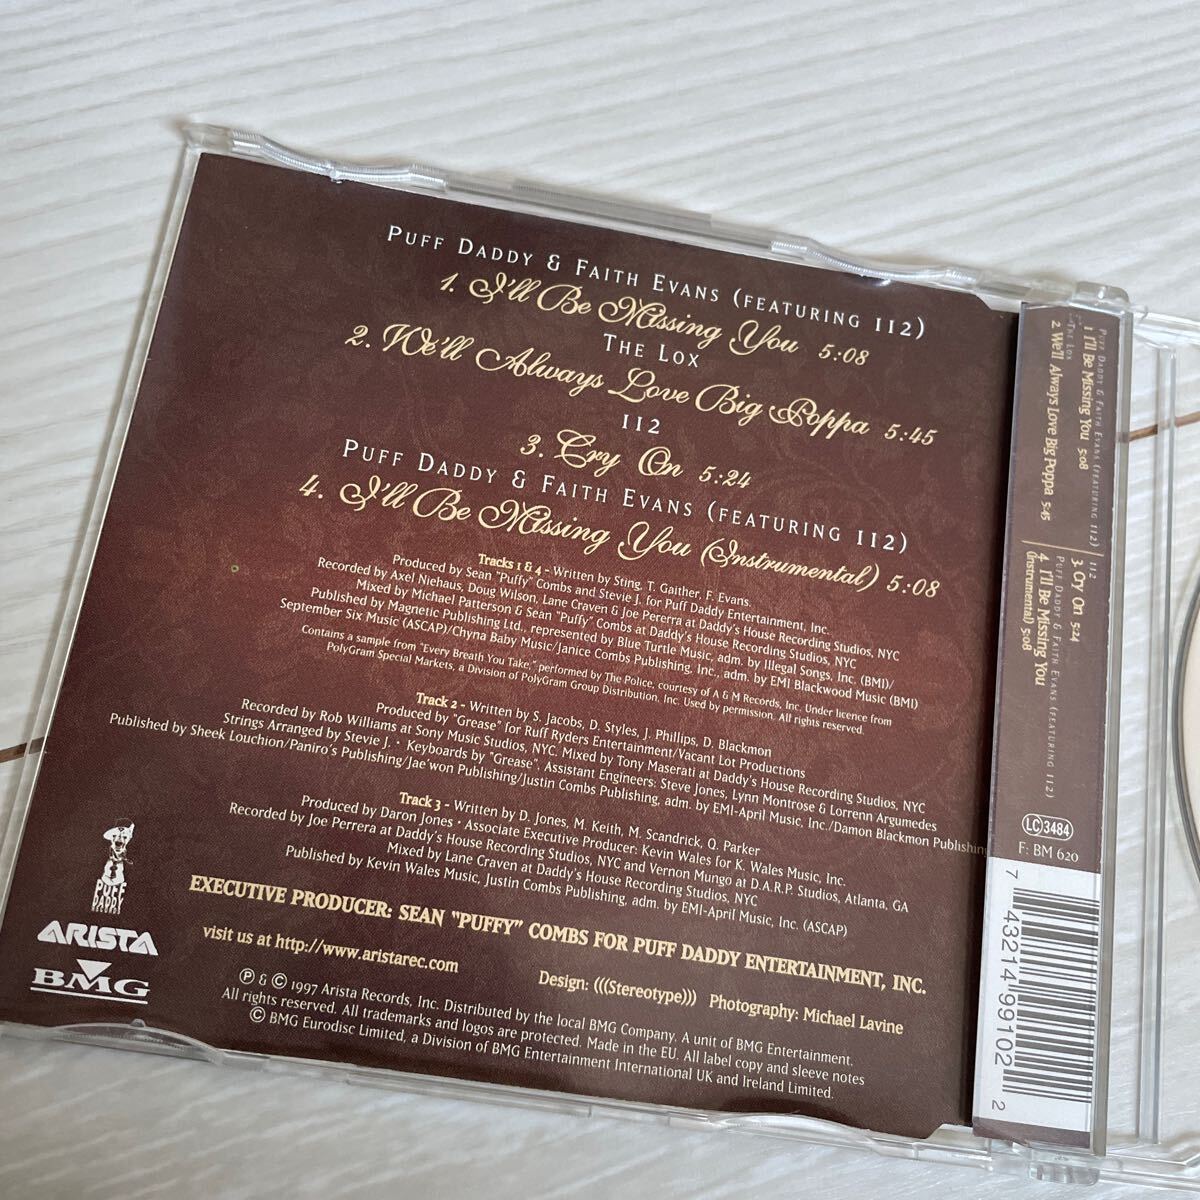 PUFF DADDY & FAITH EVANS (FEATURING 112)
1. I'll Be Missing You 5:08
THE LOX
2. We'll Always Love Big Poppa 5:45
112
3. Cry On 5:24
PUFF DADDY & FAITH EVANS (FEATURING 112)
4. I'll Be Missing You (Instrumental) 5:08
Tracks 1 & 4 - Written by Sting, T. Gaither, F. Evans.
Produced by Sean "Puffy" Combs and Stevie J. for Puff Daddy Entertainment, Inc.
Recorded by Axel Niehaus, Doug Wilson, Lane Craven & Joe Pererra at Daddy's House Recording Studios, NYC
Mixed by Michael Patterson & Sean "Puffy" Combs at Daddy's House Recording Studios, NYC
Published by Magnetic Publishing Ltd., represented by Blue Turtle Music, adm. by Illegal Songs, Inc. (BMI)/
September Six Music (ASCAP)/Chyna Baby Music/Janice Combs Publishing, Inc., adm. by EMI Blackwood Music (BMI)
Contains a sample from "Every Breath You Take," performed by The Police, courtesy of A & M Records, Inc. Under licence from
PolyGram Special Markets, a Division of PolyGram Group Distribution, Inc. Used by permission. All rights reserved.
Track 2 - Written by S. Jacobs, D. Styles, J. Phillips, D. Blackmon
Produced by "Grease" for Ruff Ryders Entertainment/Vacant Lot Productions
Recorded by Rob Williams at Sony Music Studios, NYC. Mixed by Tony Maserati at Daddy's House Recording Studios, NYC
Strings Arranged by Stevie J. • Keyboards by "Grease". Assistant Engineers: Steve Jones, Lynn Montrose & Lorrenn Argumedes
Published by Sheek Louchion/Paniro's Publishing/Jae'won Publishing/Justin Combs Publishing, adm. by EMI-April Music, Inc./Damon Blackmon Publishing
Track 3 - Written by D. Jones, M. Keith, M. Scandrick, Q. Parker
Produced by Daron Jones • Associate Executive Producer: Kevin Wales for K. Wales Music, Inc.
Recorded by Joe Perrera at Daddy's House Recording Studios, NYC and Vernon Mungo at D.A.R.P. Studios, Atlanta, GA
Mixed by Lane Craven at Daddy's House Recording Studios, NYC
Published by Kevin Wales Music, Justin Combs Publishing, adm. by EMI-April Music, Inc. (ASCAP)
EXECUTIVE PRODUCER: SEAN "PUFFY" COMBS FOR PUFF DADDY ENTERTAINMENT, INC.
visit us at http://www.aristarec.com
Design: (((Stereotype))) Photography: Michael Lavine
℗ & © 1997 Arista Records, Inc. Distributed by the local BMG Company. A unit of BMG Entertainment.
All rights reserved. All trademarks and logos are protected. Made in the EU. All label copy and sleeve notes
© BMG Eurodisc Limited, a Division of BMG Entertainment International UK and Ireland Limited.
PUFF
DADDY
ARISTA
BMG
PUFF DADDY & FAITH EVANS (FEATURING 112)
1 I'll Be Missing You 5:08
THE LOX
2 We'll Always Love Big Poppa 5:45
112
3. Cry On 5:24
PUFF DADDY & FAITH EVANS (FEATURING 112)
4. I'll Be Missing You
(Instrumental) 5:08
LC 3484
F: BM 620
7 43214 99102 2